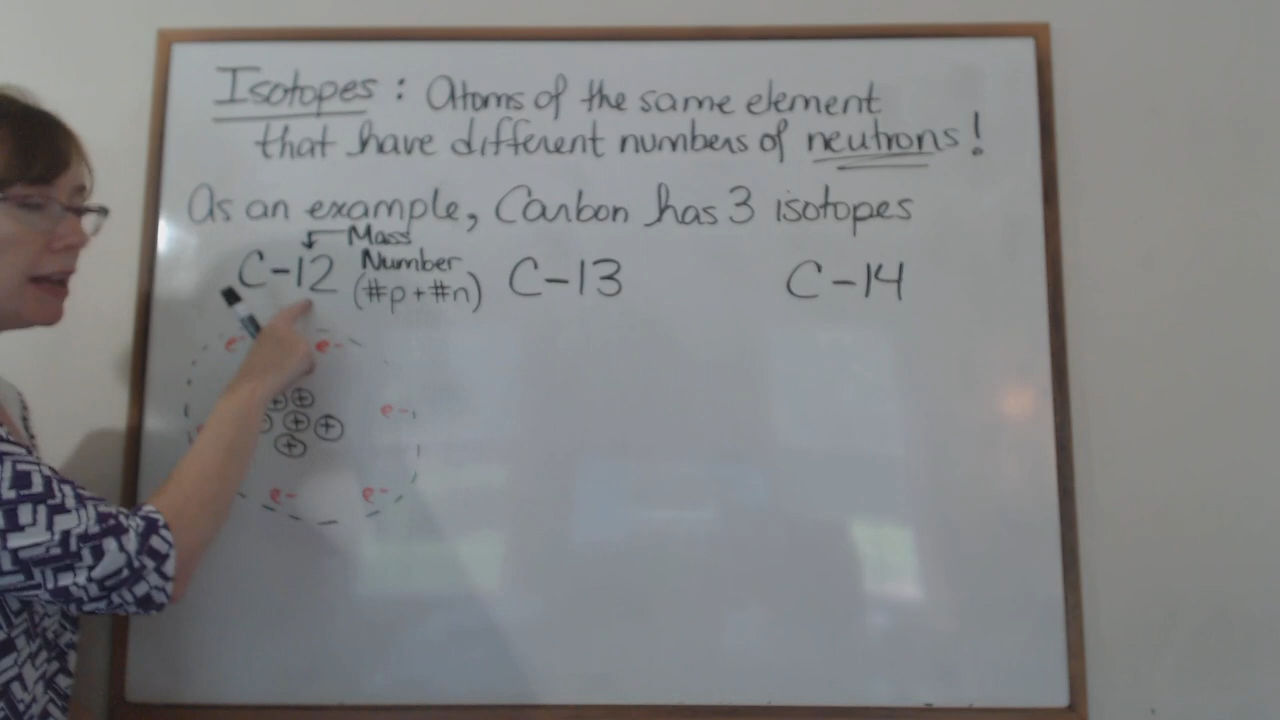 Isotopes: Atoms of the same element
that have different numbers of neutrons!
As an example, Carbon has 3 isotopes
Mass
C-12 Number C-13 C-14
(#p+#n)
e- e-
+ +
e-
+ +
+
e- e-